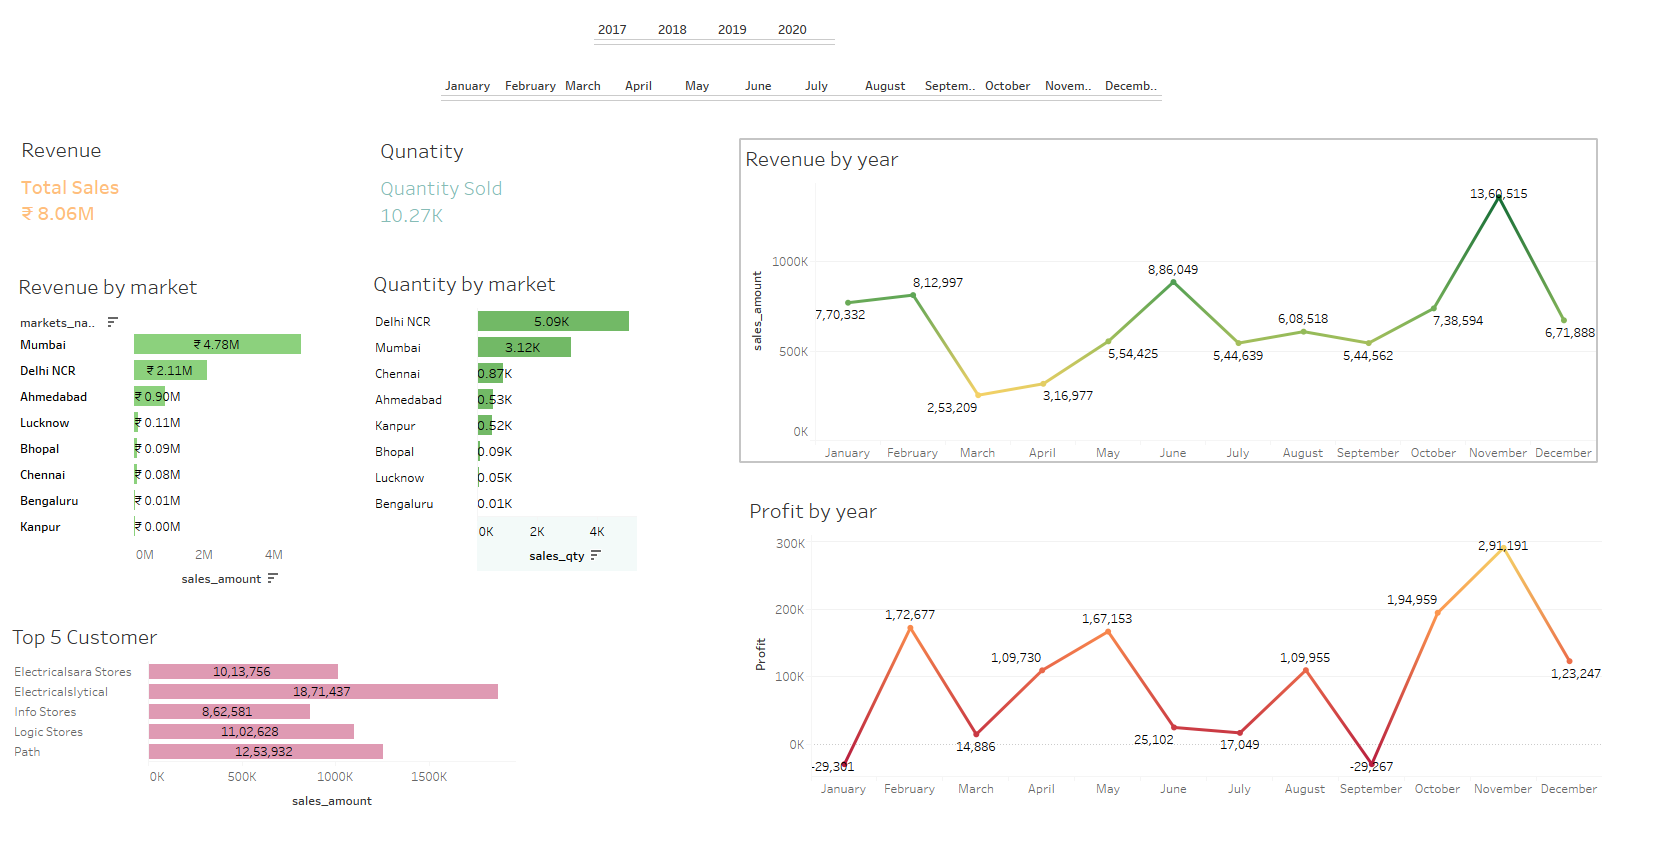 2017 2018 2019 2020
January February March April May June July August Septem.. October Novem.. Decemb..
Revenue
Total Sales
₹ 8.06M
Qunatity
Quantity Sold
10.27K
Revenue by market
markets_na..
Mumbai ₹ 4.78M
Delhi NCR ₹ 2.11M
Ahmedabad ₹ 0.90M
Lucknow ₹ 0.11M
Bhopal ₹ 0.09M
Chennai ₹ 0.08M
Bengaluru ₹ 0.01M
Kanpur ₹ 0.00M
0M 2M 4M
sales_amount
Quantity by market
Delhi NCR 5.09K
Mumbai 3.12K
Chennai 0.87K
Ahmedabad 0.53K
Kanpur 0.52K
Bhopal 0.09K
Lucknow 0.05K
Bengaluru 0.01K
0K 2K 4K
sales_qty
Top 5 Customer
Electricalsara Stores 10,13,756
Electricalslytical 18,71,437
Info Stores 8,62,581
Logic Stores 11,02,628
Path 12,53,932
0K 500K 1000K 1500K
sales_amount
Revenue by year
sales_amount
1000K
500K
0K
7,70,332
8,12,997
2,53,209
3,16,977
5,54,425
8,86,049
5,44,639
6,08,518
5,44,562
7,38,594
13,60,515
6,71,888
January February March April May June July August September October November December
Profit by year
Profit
300K
200K
100K
0K
-29,301
1,72,677
14,886
1,09,730
1,67,153
25,102
17,049
1,09,955
-29,267
1,94,959
2,91,191
1,23,247
January February March April May June July August September October November December